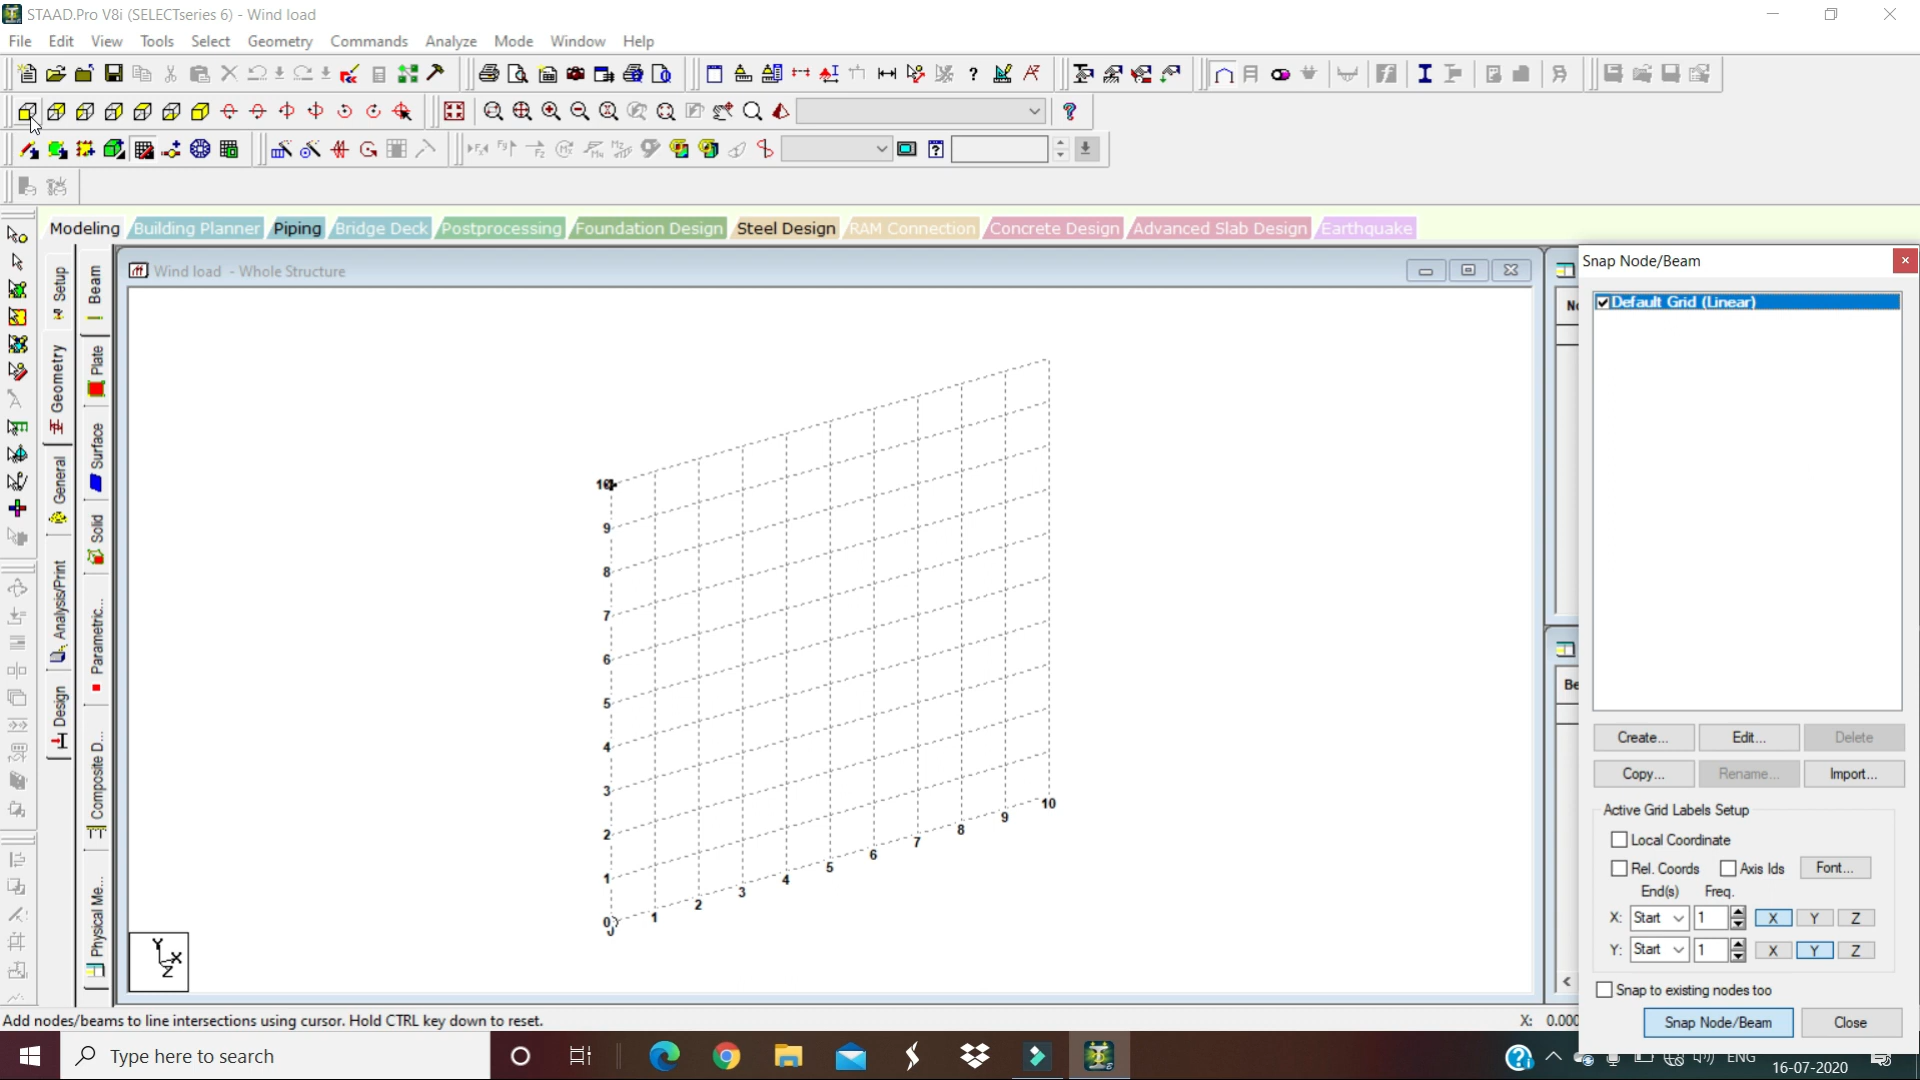 STAAD.Pro V8i (SELECTseries 6) - Wind load
File Edit View Tools Select Geometry Commands Analyze Mode Window Help
Modeling Building Planner Piping Bridge Deck Postprocessing Foundation Design Steel Design RAM Connection Concrete Design Advanced Slab Design Earthquake
Setup
Geometry
General
Analysis/Print
Design
Beam
Plate
Surface
Solid
Parametric...
Composite D...
Physical Me...
Wind load - Whole Structure
10
9
8
7
6
5
4
3
2
1
0
1 2 3 4 5 6 7 8 9 10
Y
X
Z
Snap Node/Beam
Default Grid (Linear)
Create... Edit... Delete
Copy... Rename... Import...
Active Grid Labels Setup
Local Coordinate
Rel. Coords Axis Ids Font...
End(s) Freq.
X: Start 1 X Y Z
Y: Start 1 X Y Z
Snap to existing nodes too
Snap Node/Beam Close
Add nodes/beams to line intersections using cursor. Hold CTRL key down to reset. X: 0.000
Type here to search
ENG
16-07-2020